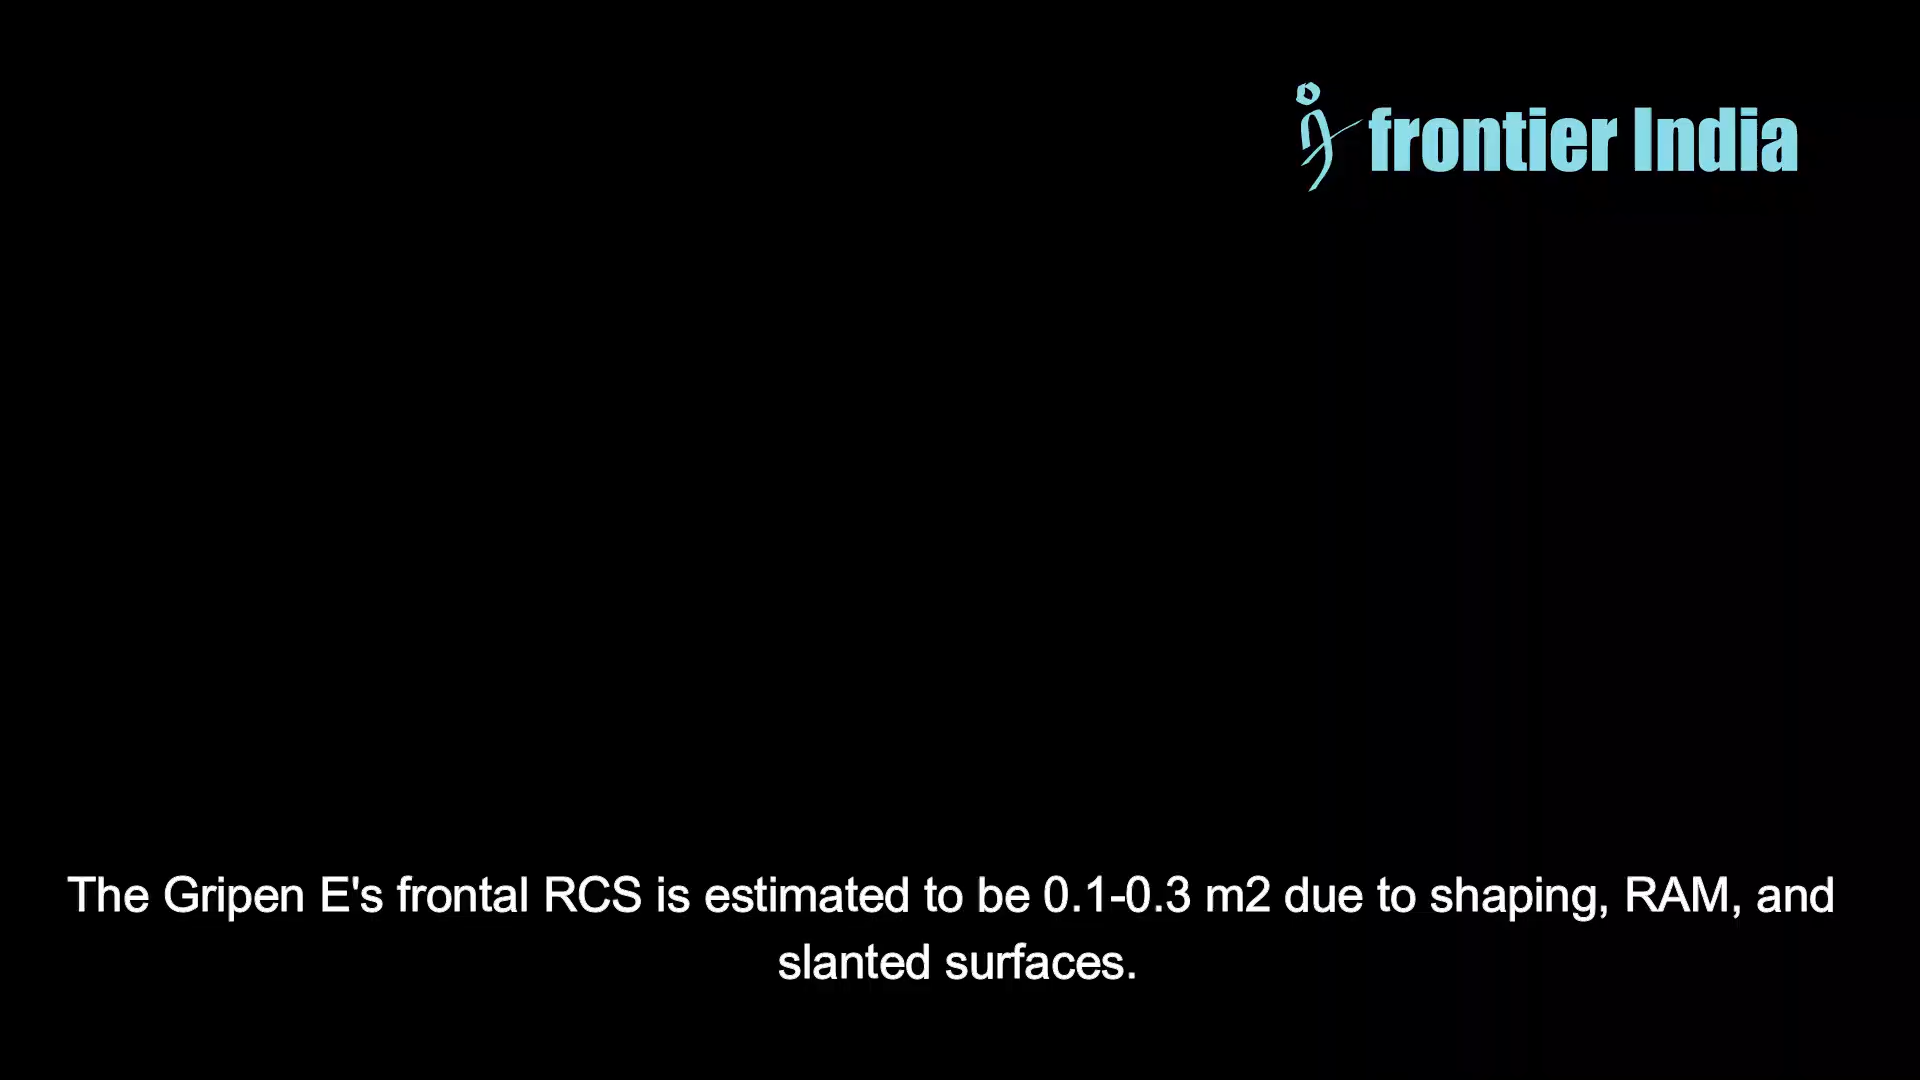 frontier India
The Gripen E's frontal RCS is estimated to be 0.1-0.3 m2 due to shaping, RAM, and
slanted surfaces.